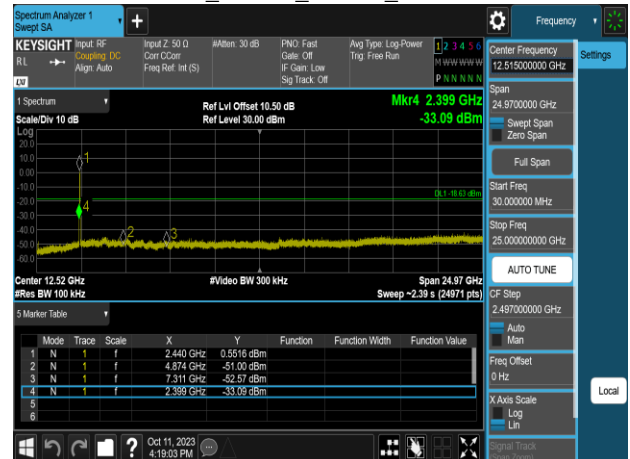 Spectrum Analyzer 1
Swept SA
Frequency
KEYSIGHT
RL
LXI
Input: RF
Coupling: DC
Align: Auto
Input Z: 50 Ω
Corr CCorr
Freq Ref: Int (S)
#Atten: 30 dB
PNO: Fast
Gate: Off
IF Gain: Low
Sig Track: Off
Avg Type: Log-Power
Trig: Free Run
1 2 3 4 5 6
M W W W W W
P N N N N N
1 Spectrum
Scale/Div 10 dB
Ref Lvl Offset 10.50 dB
Ref Level 30.00 dBm
Mkr4 2.399 GHz
-33.09 dBm
Log
20.0
10.0
0.00
-10.0
-20.0
-30.0
-40.0
-50.0
-60.0
1
4
2
3
DL1 -18.63 dBm
Center 12.52 GHz
#Res BW 100 kHz
#Video BW 300 kHz
Span 24.97 GHz
Sweep ~2.39 s (24971 pts)
5 Marker Table
Mode Trace Scale X Y Function Function Width Function Value
1 N 1 f 2.440 GHz 0.5516 dBm
2 N 1 f 4.874 GHz -51.00 dBm
3 N 1 f 7.311 GHz -52.57 dBm
4 N 1 f 2.399 GHz -33.09 dBm
5
6
?
Oct 11, 2023
4:19:03 PM
Center Frequency
12.515000000 GHz
Settings
Span
24.9700000 GHz
Swept Span
Zero Span
Full Span
Start Freq
30.000000 MHz
Stop Freq
25.000000000 GHz
AUTO TUNE
CF Step
2.497000000 GHz
Auto
Man
Freq Offset
0 Hz
X Axis Scale
Log
Lin
Local
Signal Track
(Span Zoom)